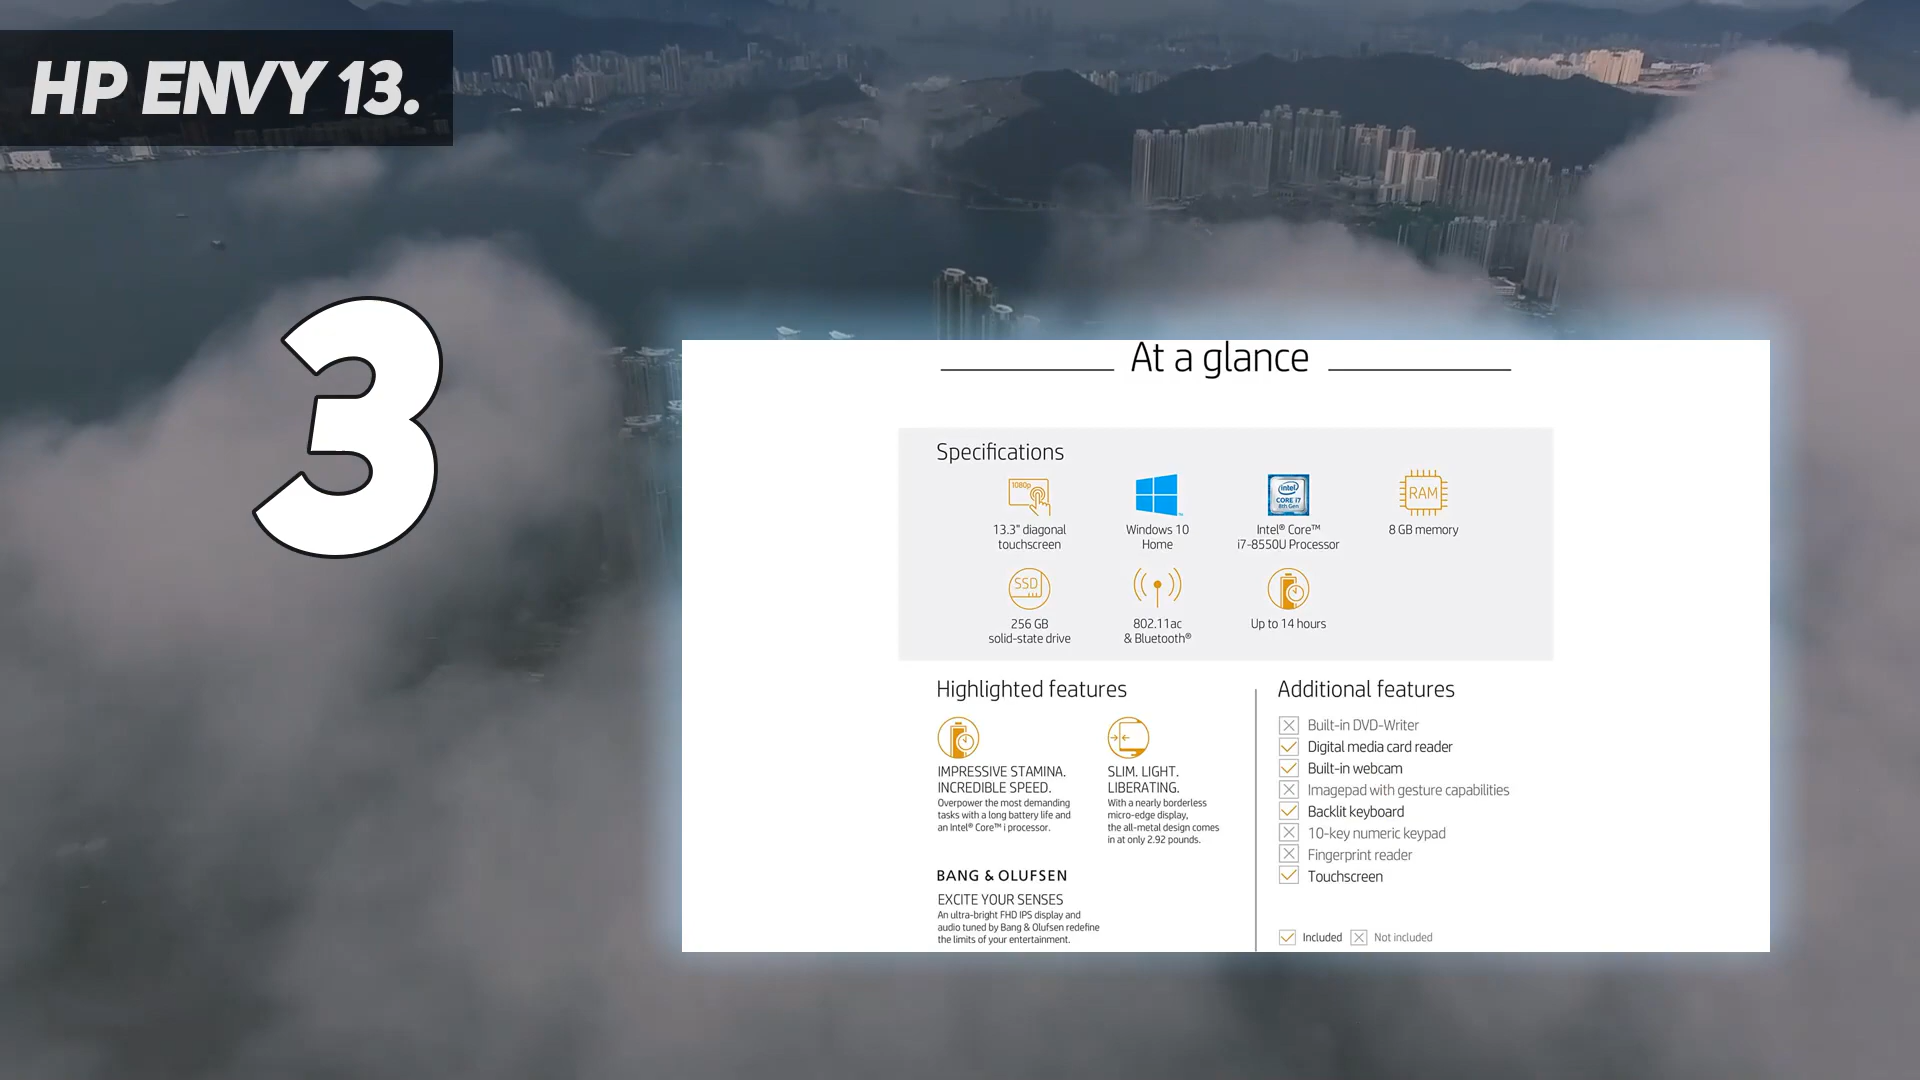 HP ENVY 13.
3
At a glance
Specifications
1080p
13.3" diagonal
touchscreen
Windows 10
Home
intel
CORE i7
8th Gen
Intel® Core™
i7-8550U Processor
RAM
8 GB memory
SSD
256 GB
solid-state drive
802.11ac
& Bluetooth®
Up to 14 hours
Highlighted features
IMPRESSIVE STAMINA.
INCREDIBLE SPEED.
Overpower the most demanding
tasks with a long battery life and
an Intel® Core™ i processor.
SLIM. LIGHT.
LIBERATING.
With a nearly borderless
micro-edge display,
the all-metal design comes
in at only 2.92 pounds.
BANG & OLUFSEN
EXCITE YOUR SENSES
An ultra-bright FHD IPS display and
audio tuned by Bang & Olufsen redefine
the limits of your entertainment.
Additional features
Built-in DVD-Writer
Digital media card reader
Built-in webcam
Imagepad with gesture capabilities
Backlit keyboard
10-key numeric keypad
Fingerprint reader
Touchscreen
Included Not included